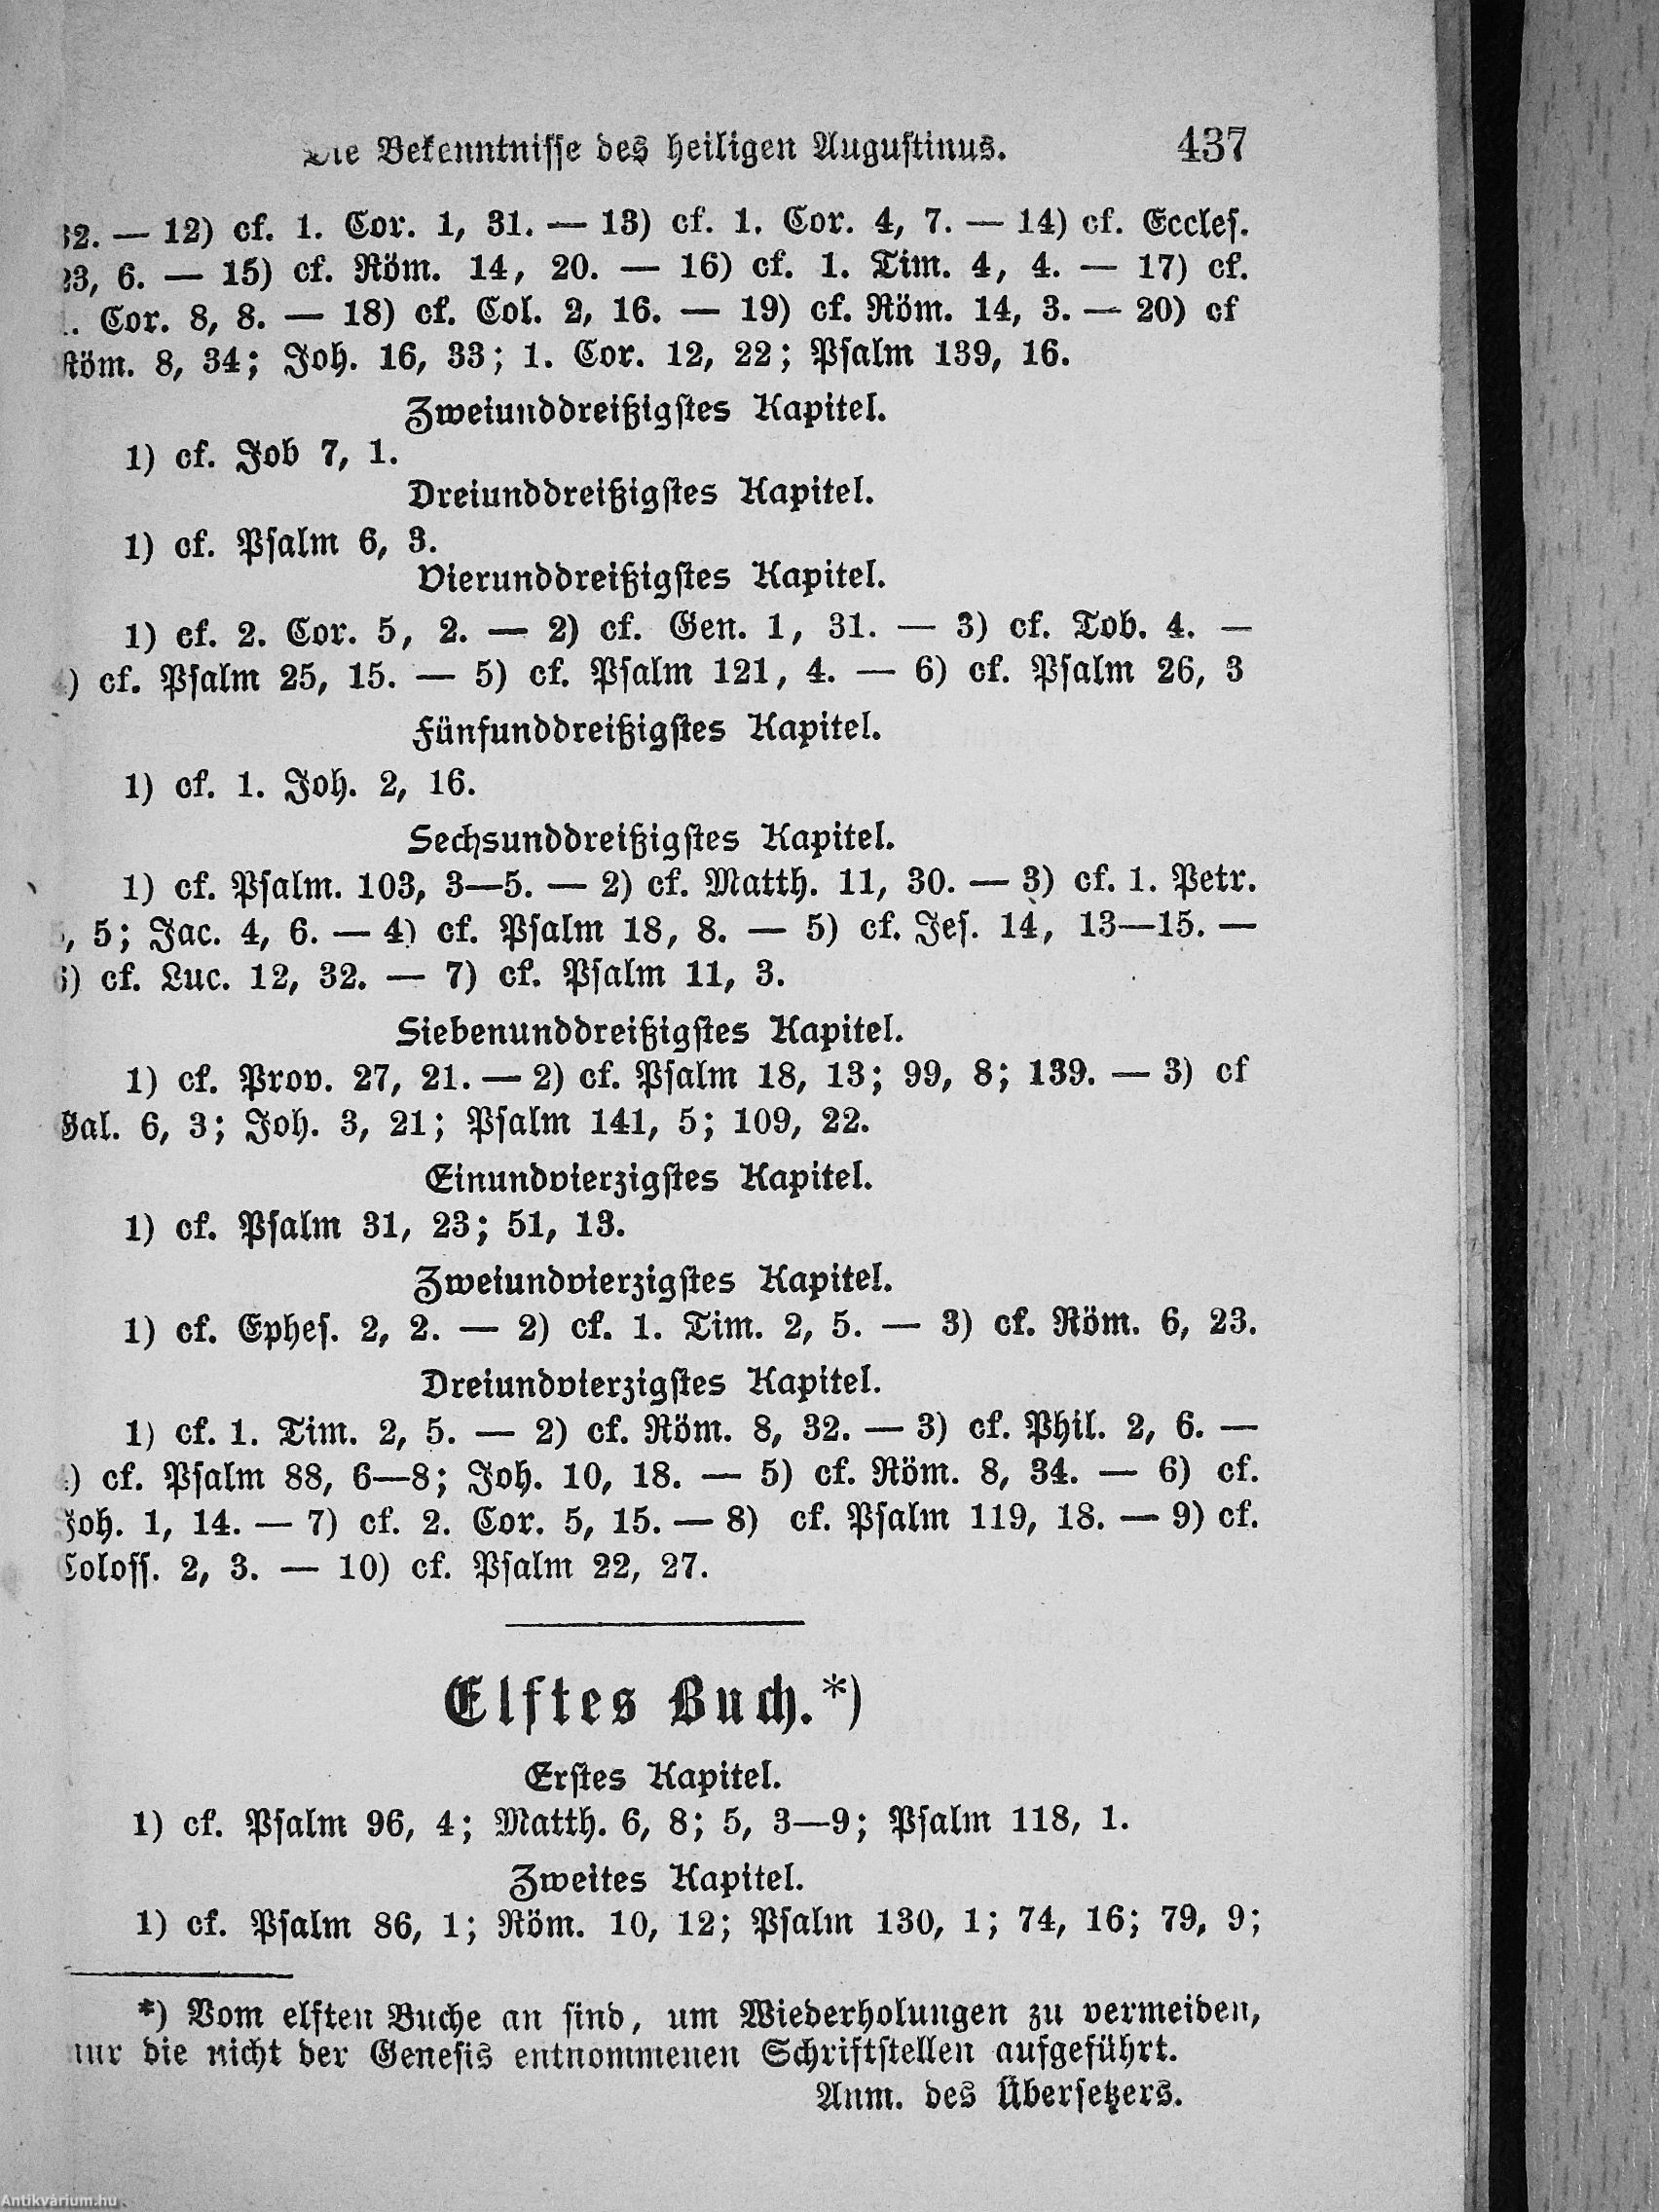 Die Bekenntnisse des heiligen Augustinus. 437
32. — 12) cf. 1. Cor. 1, 31. — 13) cf. 1. Cor. 4, 7. — 14) cf. Eccles.
23, 6. — 15) cf. Röm. 14, 20. — 16) cf. 1. Tim. 4, 4. — 17) cf.
. Cor. 8, 8. — 18) cf. Col. 2, 16. — 19) cf. Röm. 14, 3. — 20) cf
Röm. 8, 34; Joh. 16, 33; 1. Cor. 12, 22; Psalm 139, 16.
Zweiunddreißigstes Kapitel.
1) cf. Job 7, 1.
Dreiunddreißigstes Kapitel.
1) cf. Psalm 6, 3.
Vierunddreißigstes Kapitel.
1) cf. 2. Cor. 5, 2. — 2) cf. Gen. 1, 31. — 3) cf. Tob. 4. —
) cf. Psalm 25, 15. — 5) cf. Psalm 121, 4. — 6) cf. Psalm 26, 3
Fünfunddreißigstes Kapitel.
1) cf. 1. Joh. 2, 16.
Sechsunddreißigstes Kapitel.
1) cf. Psalm. 103, 3—5. — 2) cf. Matth. 11, 30. — 3) cf. 1. Petr.
, 5; Jac. 4, 6. — 4) cf. Psalm 18, 8. — 5) cf. Jes. 14, 13—15. —
6) cf. Luc. 12, 32. — 7) cf. Psalm 11, 3.
Siebenunddreißigstes Kapitel.
1) cf. Prov. 27, 21. — 2) cf. Psalm 18, 13; 99, 8; 139. — 3) cf
Gal. 6, 3; Joh. 3, 21; Psalm 141, 5; 109, 22.
Einundvierzigstes Kapitel.
1) cf. Psalm 31, 23; 51, 13.
Zweiundvierzigstes Kapitel.
1) cf. Ephes. 2, 2. — 2) cf. 1. Tim. 2, 5. — 3) cf. Röm. 6, 23.
Dreiundvierzigstes Kapitel.
1) cf. 1. Tim. 2, 5. — 2) cf. Röm. 8, 32. — 3) cf. Phil. 2, 6. —
) cf. Psalm 88, 6—8; Joh. 10, 18. — 5) cf. Röm. 8, 34. — 6) cf.
Joh. 1, 14. — 7) cf. 2. Cor. 5, 15. — 8) cf. Psalm 119, 18. — 9) cf.
Coloss. 2, 3. — 10) cf. Psalm 22, 27.
Elftes Buch.*)
Erstes Kapitel.
1) cf. Psalm 96, 4; Matth. 6, 8; 5, 3—9; Psalm 118, 1.
Zweites Kapitel.
1) cf. Psalm 86, 1; Röm. 10, 12; Psalm 130, 1; 74, 16; 79, 9;
*) Vom elften Buche an sind, um Wiederholungen zu vermeiden,
nur die nicht der Genesis entnommenen Schriftstellen aufgeführt.
Anm. des Übersetzers.
Antikvárium.hu